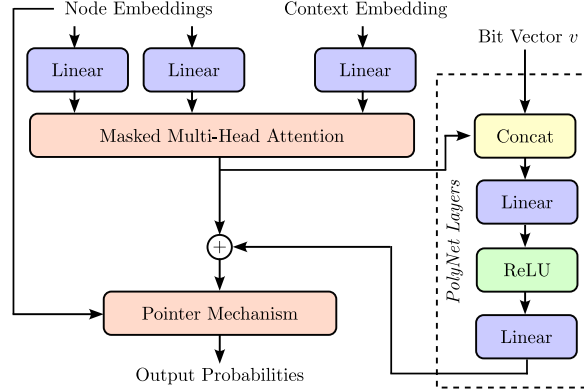 Node Embeddings
Context Embedding
Bit Vector v
Linear
Linear
Linear
Masked Multi-Head Attention
Concat
Linear
PolyNet Layers
+
ReLU
Pointer Mechanism
Linear
Output Probabilities